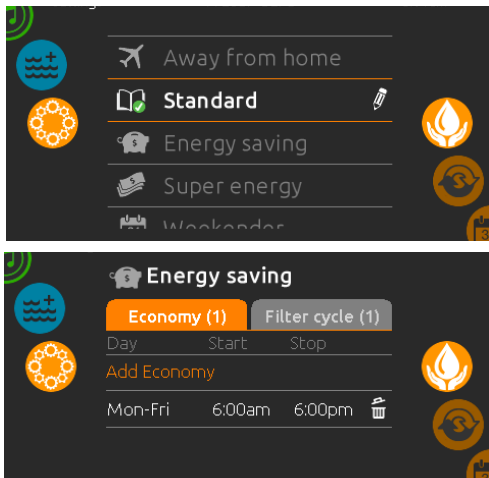 Away from home
Standard
Energy saving
Super energy
Weekender
Energy saving
Economy (1) Filter cycle (1)
Day Start Stop
Add Economy
Mon-Fri 6:00am 6:00pm